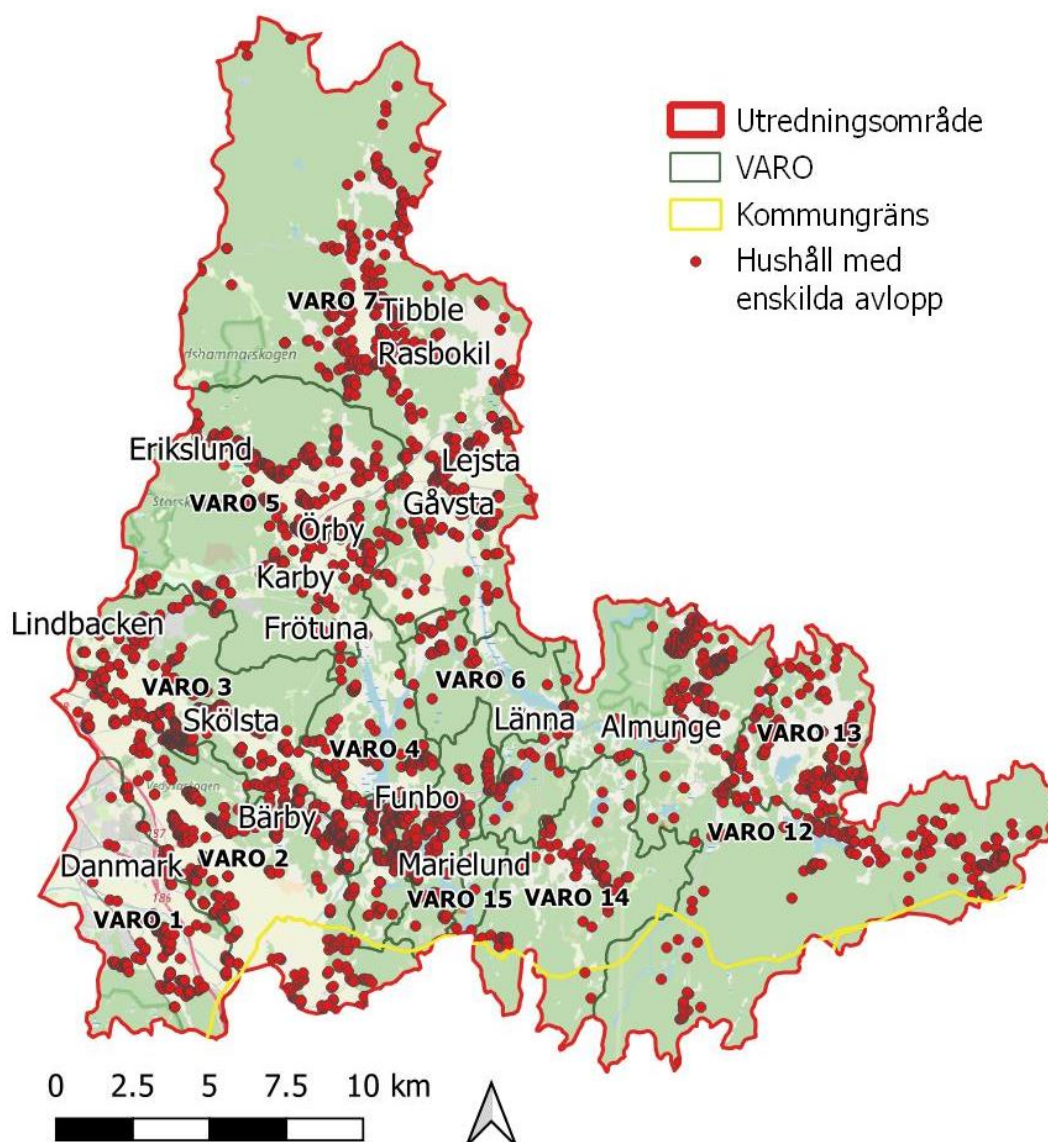 Utredningsområde
VARO
Kommungräns
Hushåll med
enskilda avlopp
VARO 7
Tibble
Rasbokil
dshammarskogen
Erikslund
Lejsta
VARO 5
Gåvsta
Örby
Karby
Lindbacken
Frötuna
VARO 3
VARO 6
Skölsta
Länna
Almunge
VARO 13
VARO 4
Funbo
Bärby
VARO 12
Danmark
VARO 2
Marielund
VARO 15
VARO 14
VARO 1
186
0 2.5 5 7.5 10 km